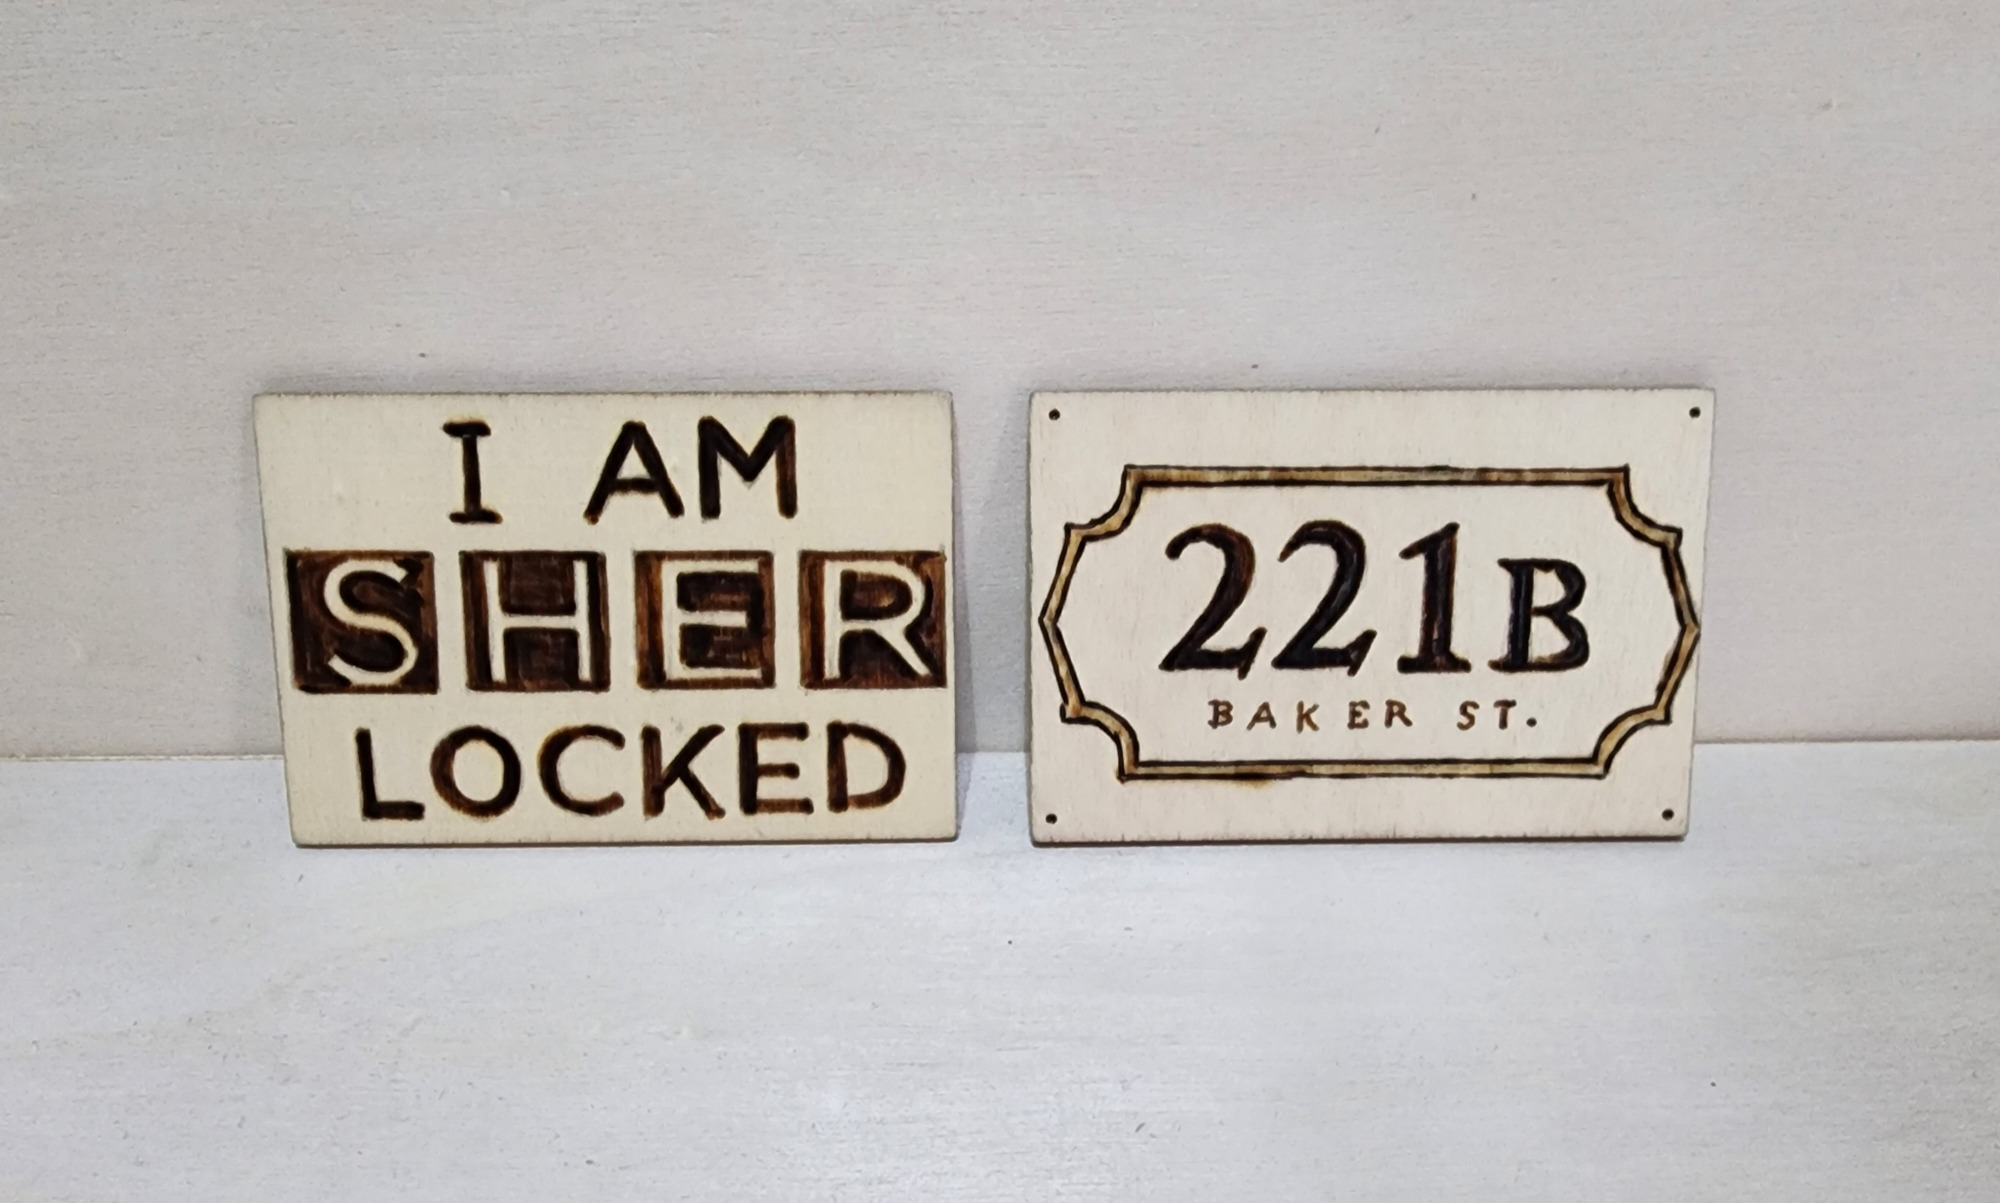 I AM
SHER
LOCKED
221B
BAKER ST.